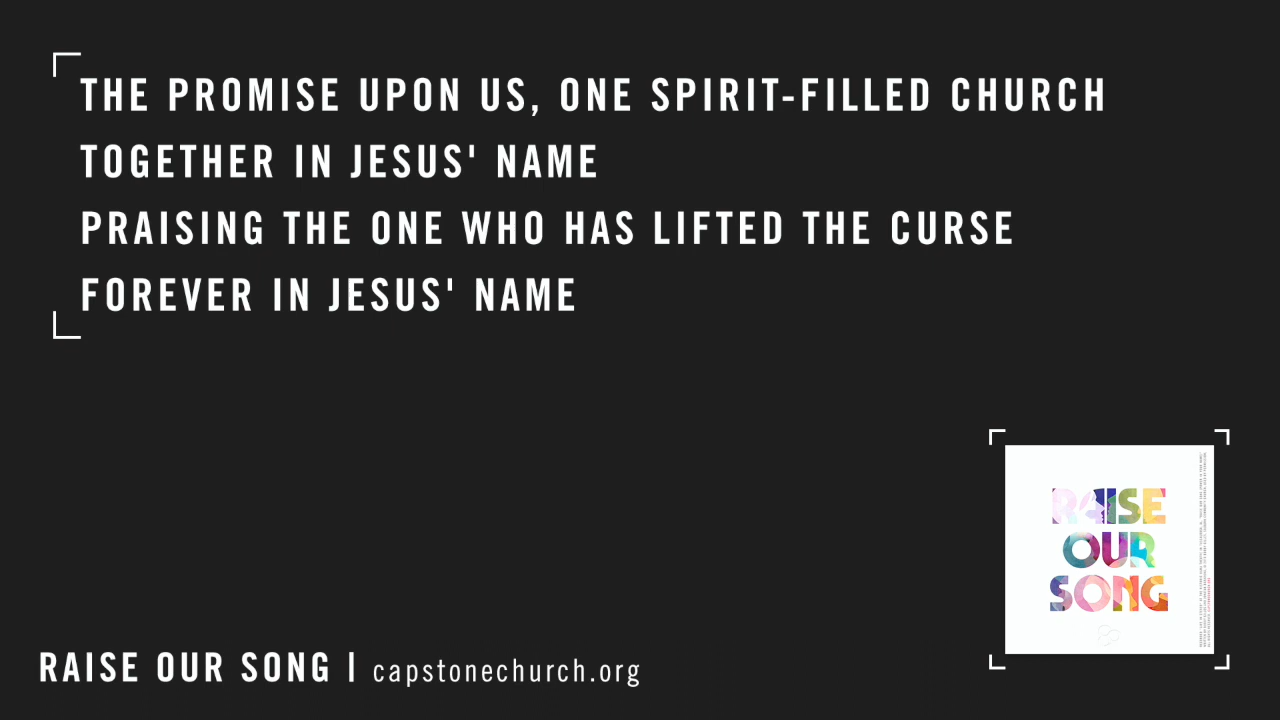 THE PROMISE UPON US, ONE SPIRIT-FILLED CHURCH
TOGETHER IN JESUS' NAME
PRAISING THE ONE WHO HAS LIFTED THE CURSE
FOREVER IN JESUS' NAME
RAISE
OUR
SONG
RAISE OUR SONG | capstonechurch.org